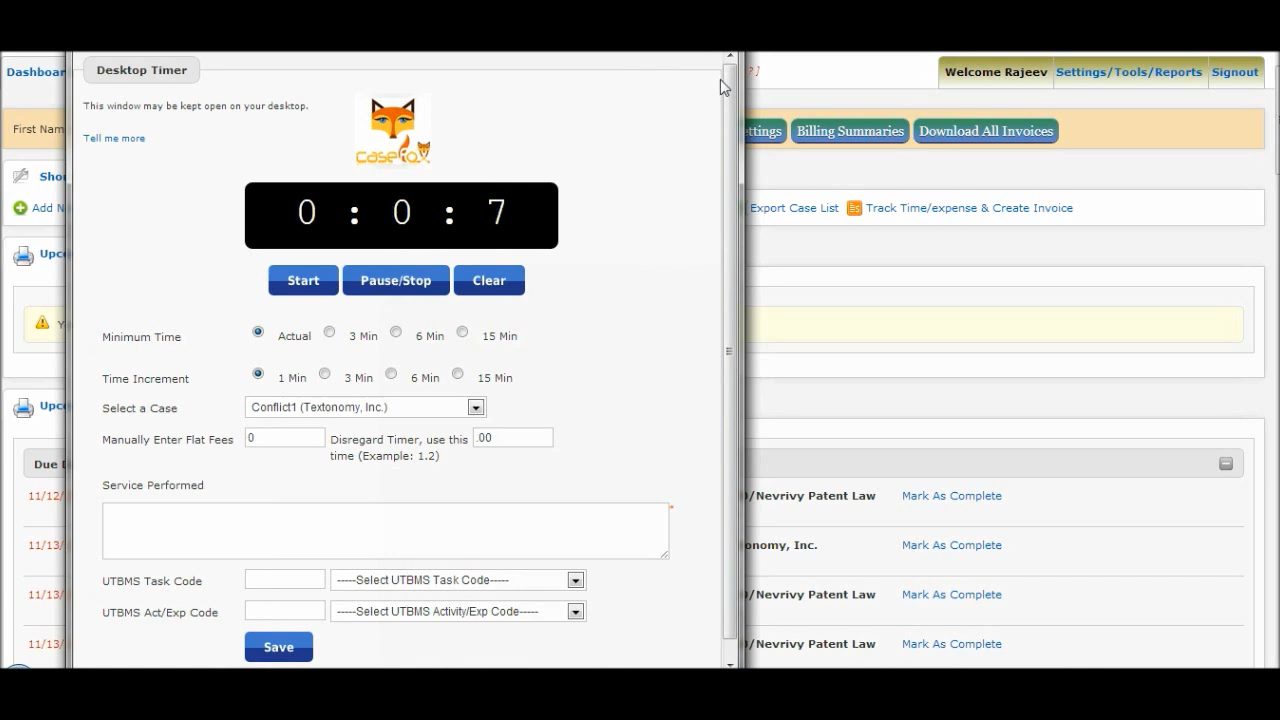 Desktop Timer
This window may be kept open on your desktop.
Tell me more
casefox
0 : 0 : 7
Start Pause/Stop Clear
Minimum Time Actual 3 Min 6 Min 15 Min
Time Increment 1 Min 3 Min 6 Min 15 Min
Select a Case Conflict1 (Textonomy, Inc.)
Manually Enter Flat Fees 0 Disregard Timer, use this .00
time (Example: 1.2)
Service Performed
*
UTBMS Task Code -----Select UTBMS Task Code-----
UTBMS Act/Exp Code -----Select UTBMS Activity/Exp Code-----
Save
Dashboar
?]
Welcome Rajeev Settings/Tools/Reports Signout
First Nam
ettings Billing Summaries Download All Invoices
Sho
Add N
Export Case List Track Time/expense & Create Invoice
Upco
Y
Upco
Due D
11/12/ )/Nevrivy Patent Law Mark As Complete
11/13/ onomy, Inc. Mark As Complete
11/13/ )/Nevrivy Patent Law Mark As Complete
11/13/ )/Nevrivy Patent Law Mark As Complete